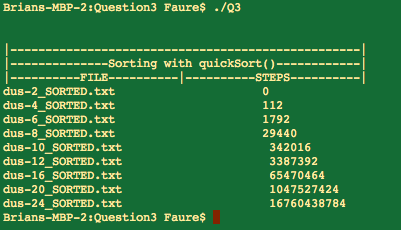 Brians-MBP-2:Question3 Faure$ ./Q3
|--------------------------------------------------|
|--------------Sorting with quickSort()------------|
|----------FILE----------|----------STEPS----------|
dus-2_SORTED.txt 0
dus-4_SORTED.txt 112
dus-6_SORTED.txt 1792
dus-8_SORTED.txt 29440
dus-10_SORTED.txt 342016
dus-12_SORTED.txt 3387392
dus-16_SORTED.txt 65470464
dus-20_SORTED.txt 1047527424
dus-24_SORTED.txt 16760438784
Brians-MBP-2:Question3 Faure$